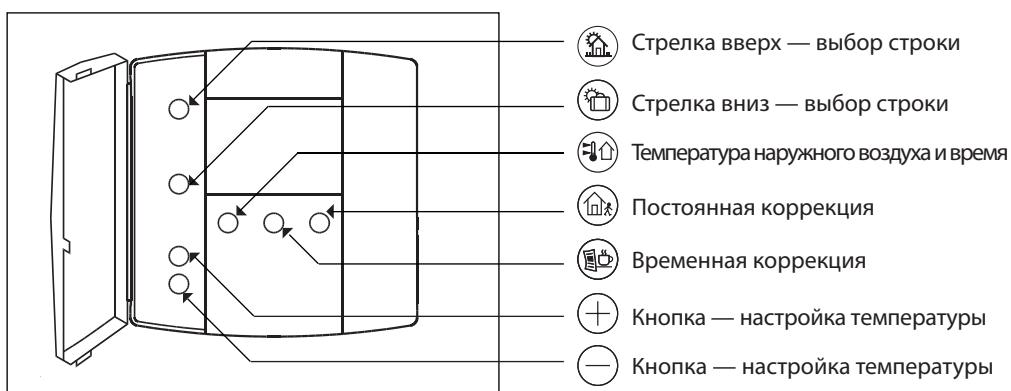 Стрелка вверх — выбор строки
Стрелка вниз — выбор строки
Температура наружного воздуха и время
Постоянная коррекция
Временная коррекция
Кнопка — настройка температуры
Кнопка — настройка температуры